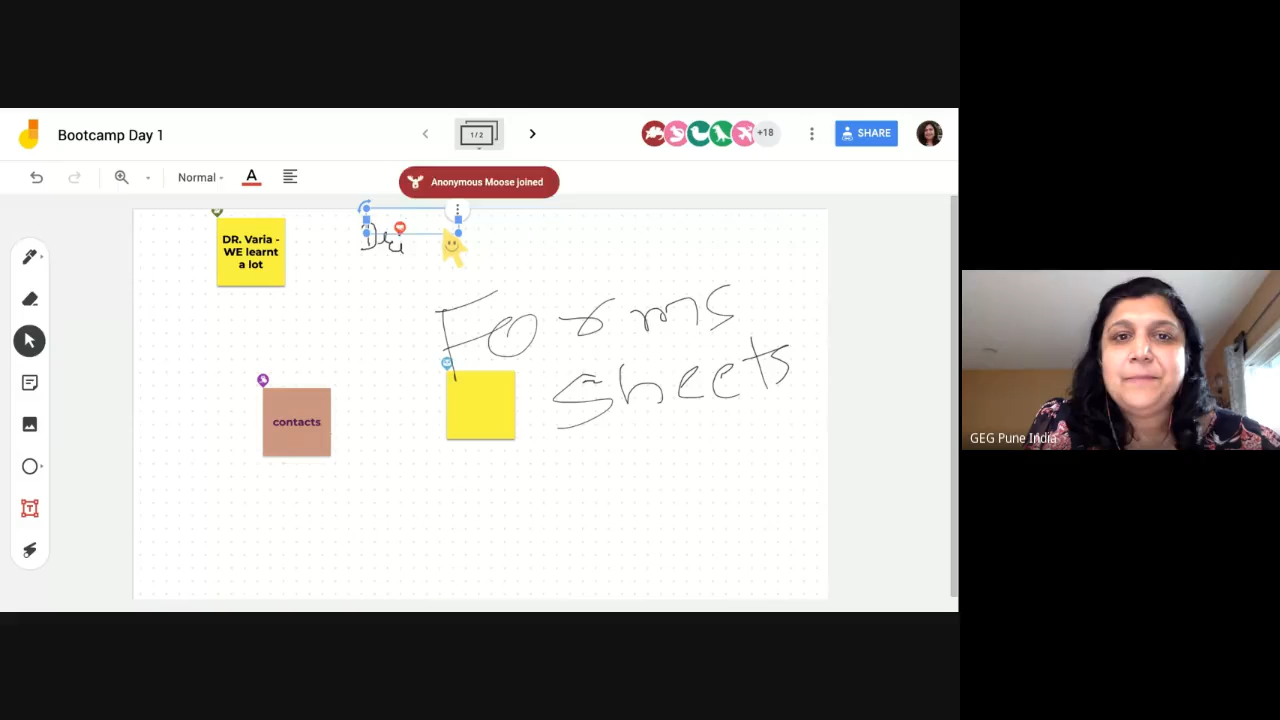 Bootcamp Day 1
1/2
+18
SHARE
Normal
A
Anonymous Moose joined
DR. Varia -
WE learnt
a lot
Dri
Forms
sheets
contacts
T
GEG Pune India